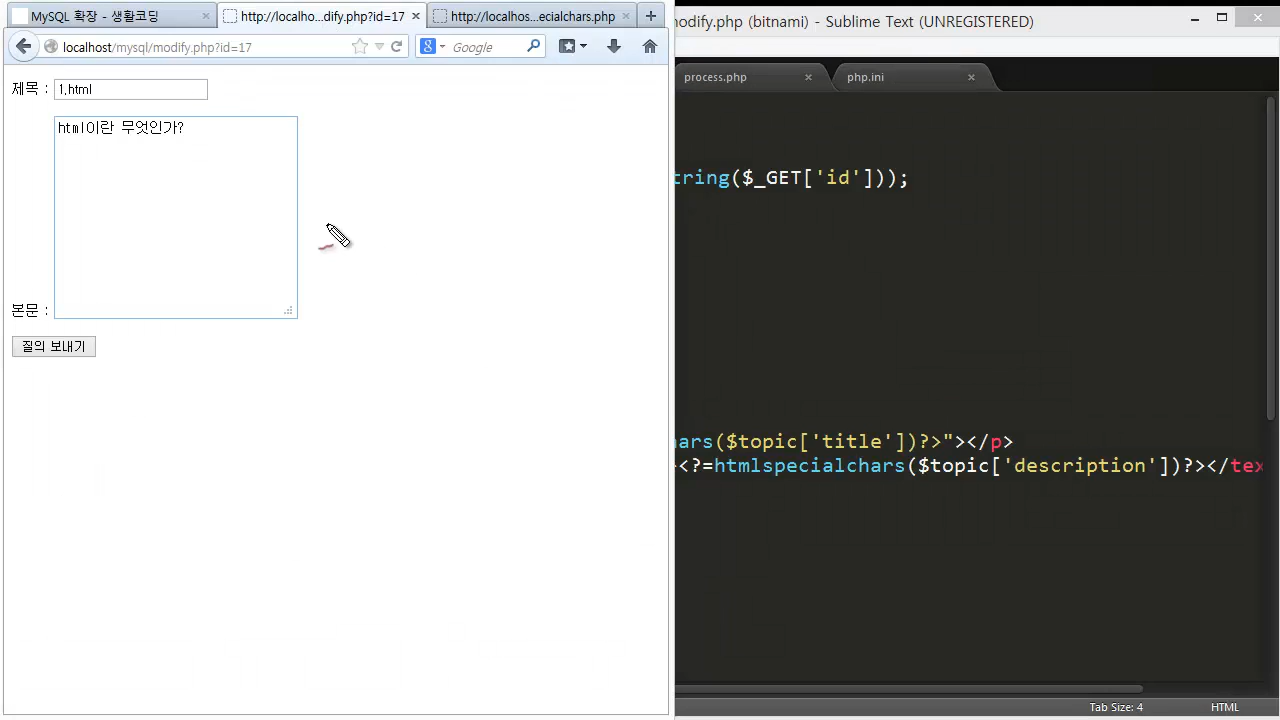 MySQL 확장 - 생활코딩
http://localho...dify.php?id=17
http://localhos...ecialchars.php
modify.php (bitnami) - Sublime Text (UNREGISTERED)
localhost/mysql/modify.php?id=17
Google
process.php
php.ini
제목 : 1.html
html이란 무엇인가?
본문 :
질의 보내기
tring($_GET['id']));
hars($topic['title'])?>"></p>
><?=htmlspecialchars($topic['description'])?></tex
Tab Size: 4
HTML